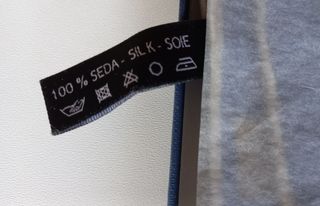 100 % SEDA - SILK - SOIE